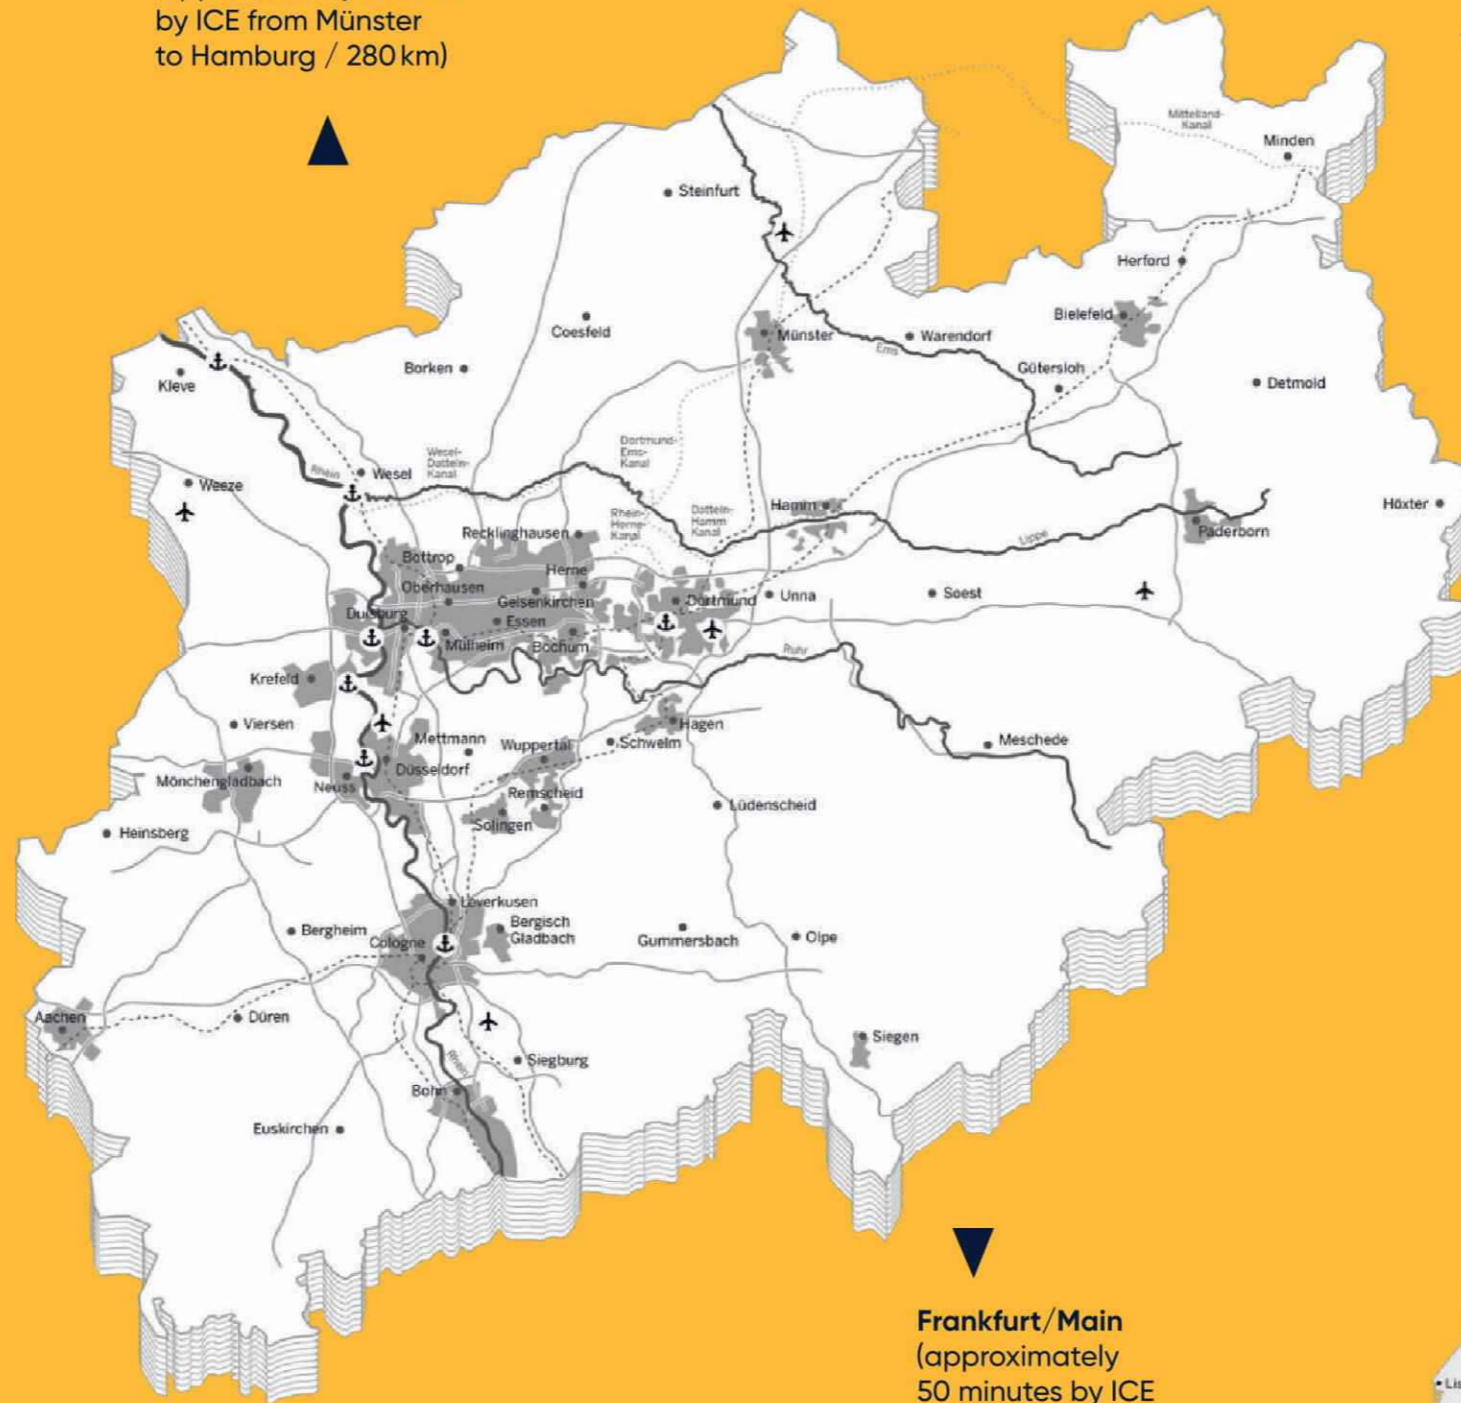 by ICE from Münster
to Hamburg / 280 km)
Mittelland-
Kanal
Minden
Steinfurt
Herford
Bielefeld
Coesfeld
Münster
Warendorf
Ems
Borken
Gütersloh
Kleve
Detmold
Dortmund-
Ems-
Kanal
Wesel-
Datteln-
Kanal
Rhein
Wesel
Weeze
Rhein-
Herne-
Kanal
Datteln-
Hamm
Kanal
Hamm
Höxter
Recklinghausen
Paderborn
Lippe
Bottrop
Herne
Oberhausen
Gelsenkirchen
Dortmund
Unna
Soest
Duisburg
Essen
Mülheim
Bochum
Ruhr
Krefeld
Viersen
Hagen
Mettmann
Wuppertal
Schwelm
Meschede
Düsseldorf
Mönchengladbach
Neuss
Remscheid
Solingen
Lüdenscheid
Heinsberg
Leverkusen
Bergheim
Bergisch
Gladbach
Cologne
Gummersbach
Olpe
Aachen
Düren
Siegen
Siegburg
Rhein
Bonn
Euskirchen
Frankfurt/Main
(approximately
50 minutes by ICE